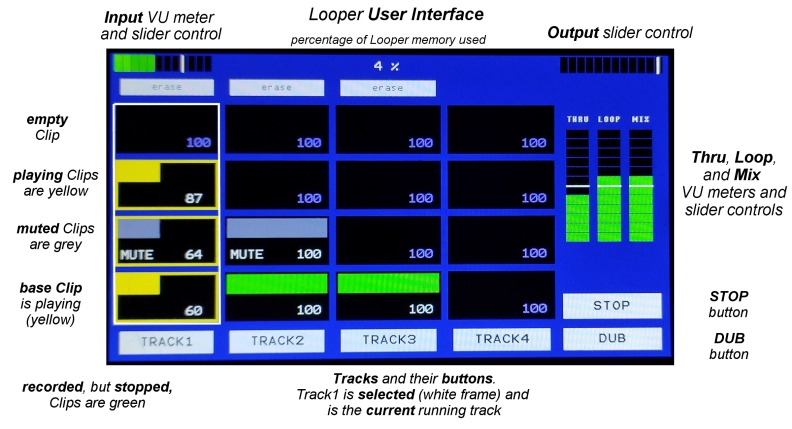 Looper User Interface
Input VU meter
and slider control
percentage of Looper memory used
Output slider control
4 %
erase
erase
erase
empty
Clip
100
100
100
100
THRU
LOOP
MIX
playing Clips
are yellow
87
100
100
100
Thru, Loop,
and Mix
VU meters and
slider controls
muted Clips
are grey
MUTE 64
MUTE 100
100
100
base Clip
is playing
(yellow)
60
100
100
100
STOP
STOP
button
TRACK1
TRACK2
TRACK3
TRACK4
DUB
DUB
button
recorded, but stopped,
Clips are green
Tracks and their buttons.
Track1 is selected (white frame) and
is the current running track